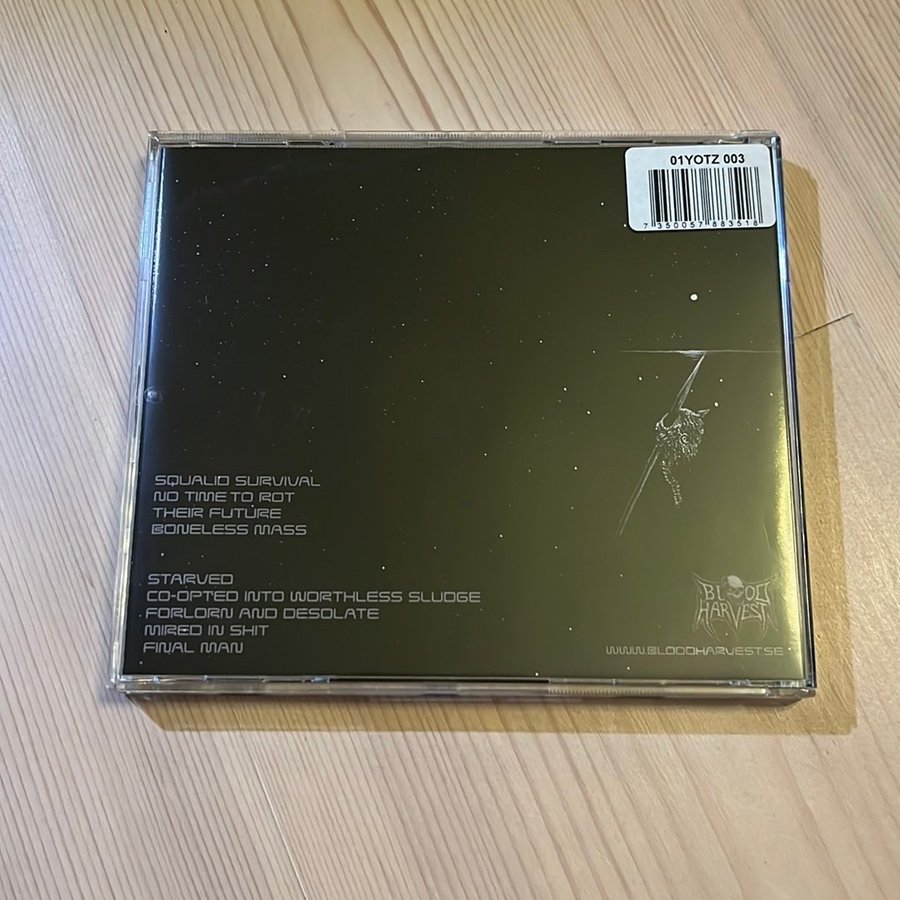 01YOTZ 003
7 350057 883518
SQUALID SURVIVAL
NO TIME TO ROT
THEIR FUTURE
BONELESS MASS
STARVED
CO-OPTED INTO WORTHLESS SLUDGE
FORLORN AND DESOLATE
MIRED IN SHIT
FINAL MAN
BLOOD
HARVEST
WWW.BLOODHARVEST.SE